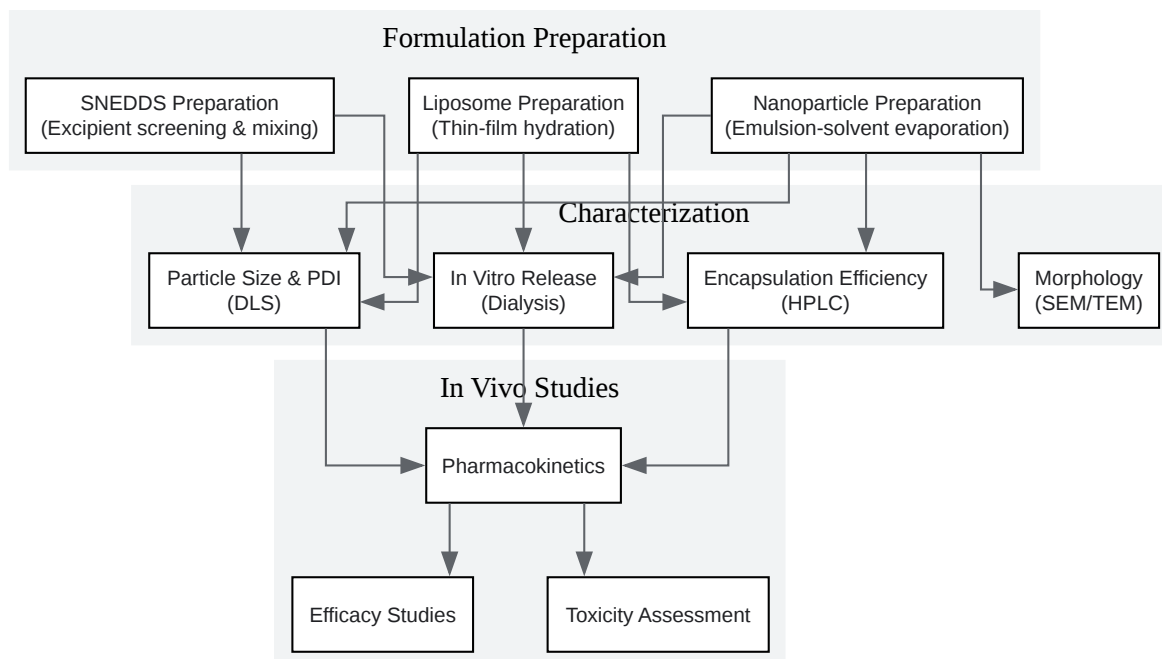 Formulation Preparation
SNEDDS Preparation
(Excipient screening & mixing)
Liposome Preparation
(Thin-film hydration)
Nanoparticle Preparation
(Emulsion-solvent evaporation)
Characterization
Particle Size & PDI
(DLS)
In Vitro Release
(Dialysis)
Encapsulation Efficiency
(HPLC)
Morphology
(SEM/TEM)
In Vivo Studies
Pharmacokinetics
Efficacy Studies
Toxicity Assessment